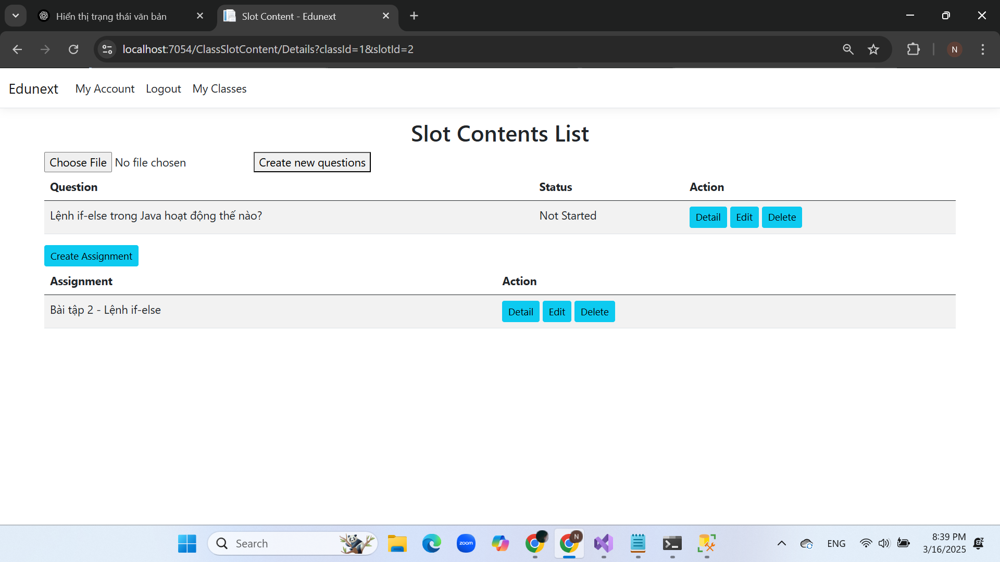 Hiển thị trạng thái văn bản
Slot Content - Edunext
localhost:7054/ClassSlotContent/Details?classId=1&slotId=2
N
Edunext My Account Logout My Classes
Slot Contents List
Choose File No file chosen Create new questions
Question Status Action
Lệnh if-else trong Java hoạt động thế nào? Not Started Detail Edit Delete
Create Assignment
Assignment Action
Bài tập 2 - Lệnh if-else Detail Edit Delete
Search
zoom
N
ENG
8:39 PM
3/16/2025